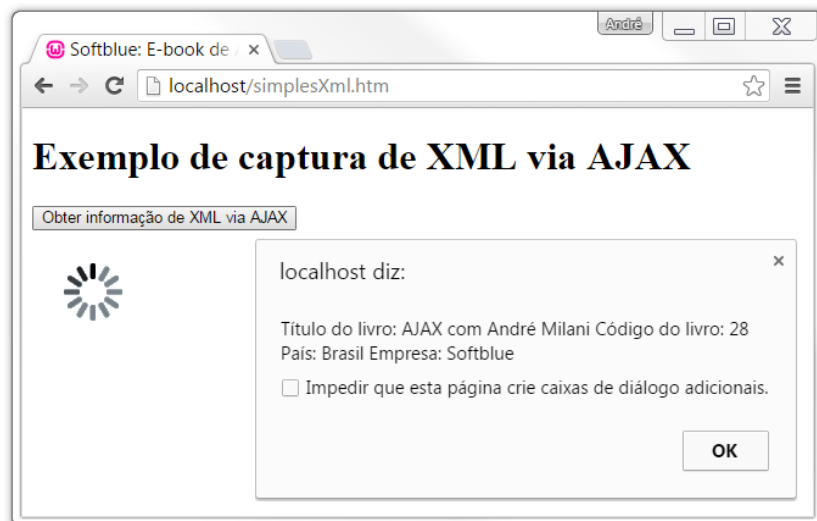 André
Softblue: E-book de
localhost/simplesXml.htm
Exemplo de captura de XML via AJAX
Obter informação de XML via AJAX
localhost diz:
Título do livro: AJAX com André Milani Código do livro: 28
País: Brasil Empresa: Softblue
Impedir que esta página crie caixas de diálogo adicionais.
OK